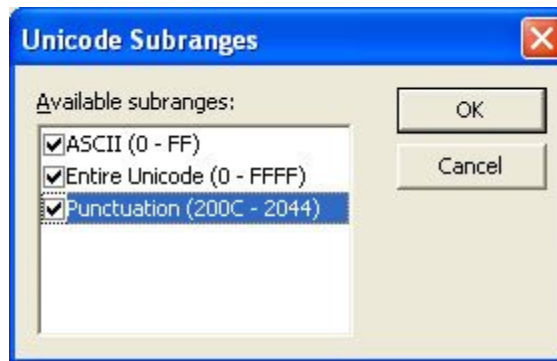 Unicode Subranges
Available subranges:
ASCII (0 - FF)
Entire Unicode (0 - FFFF)
Punctuation (200C - 2044)
OK
Cancel